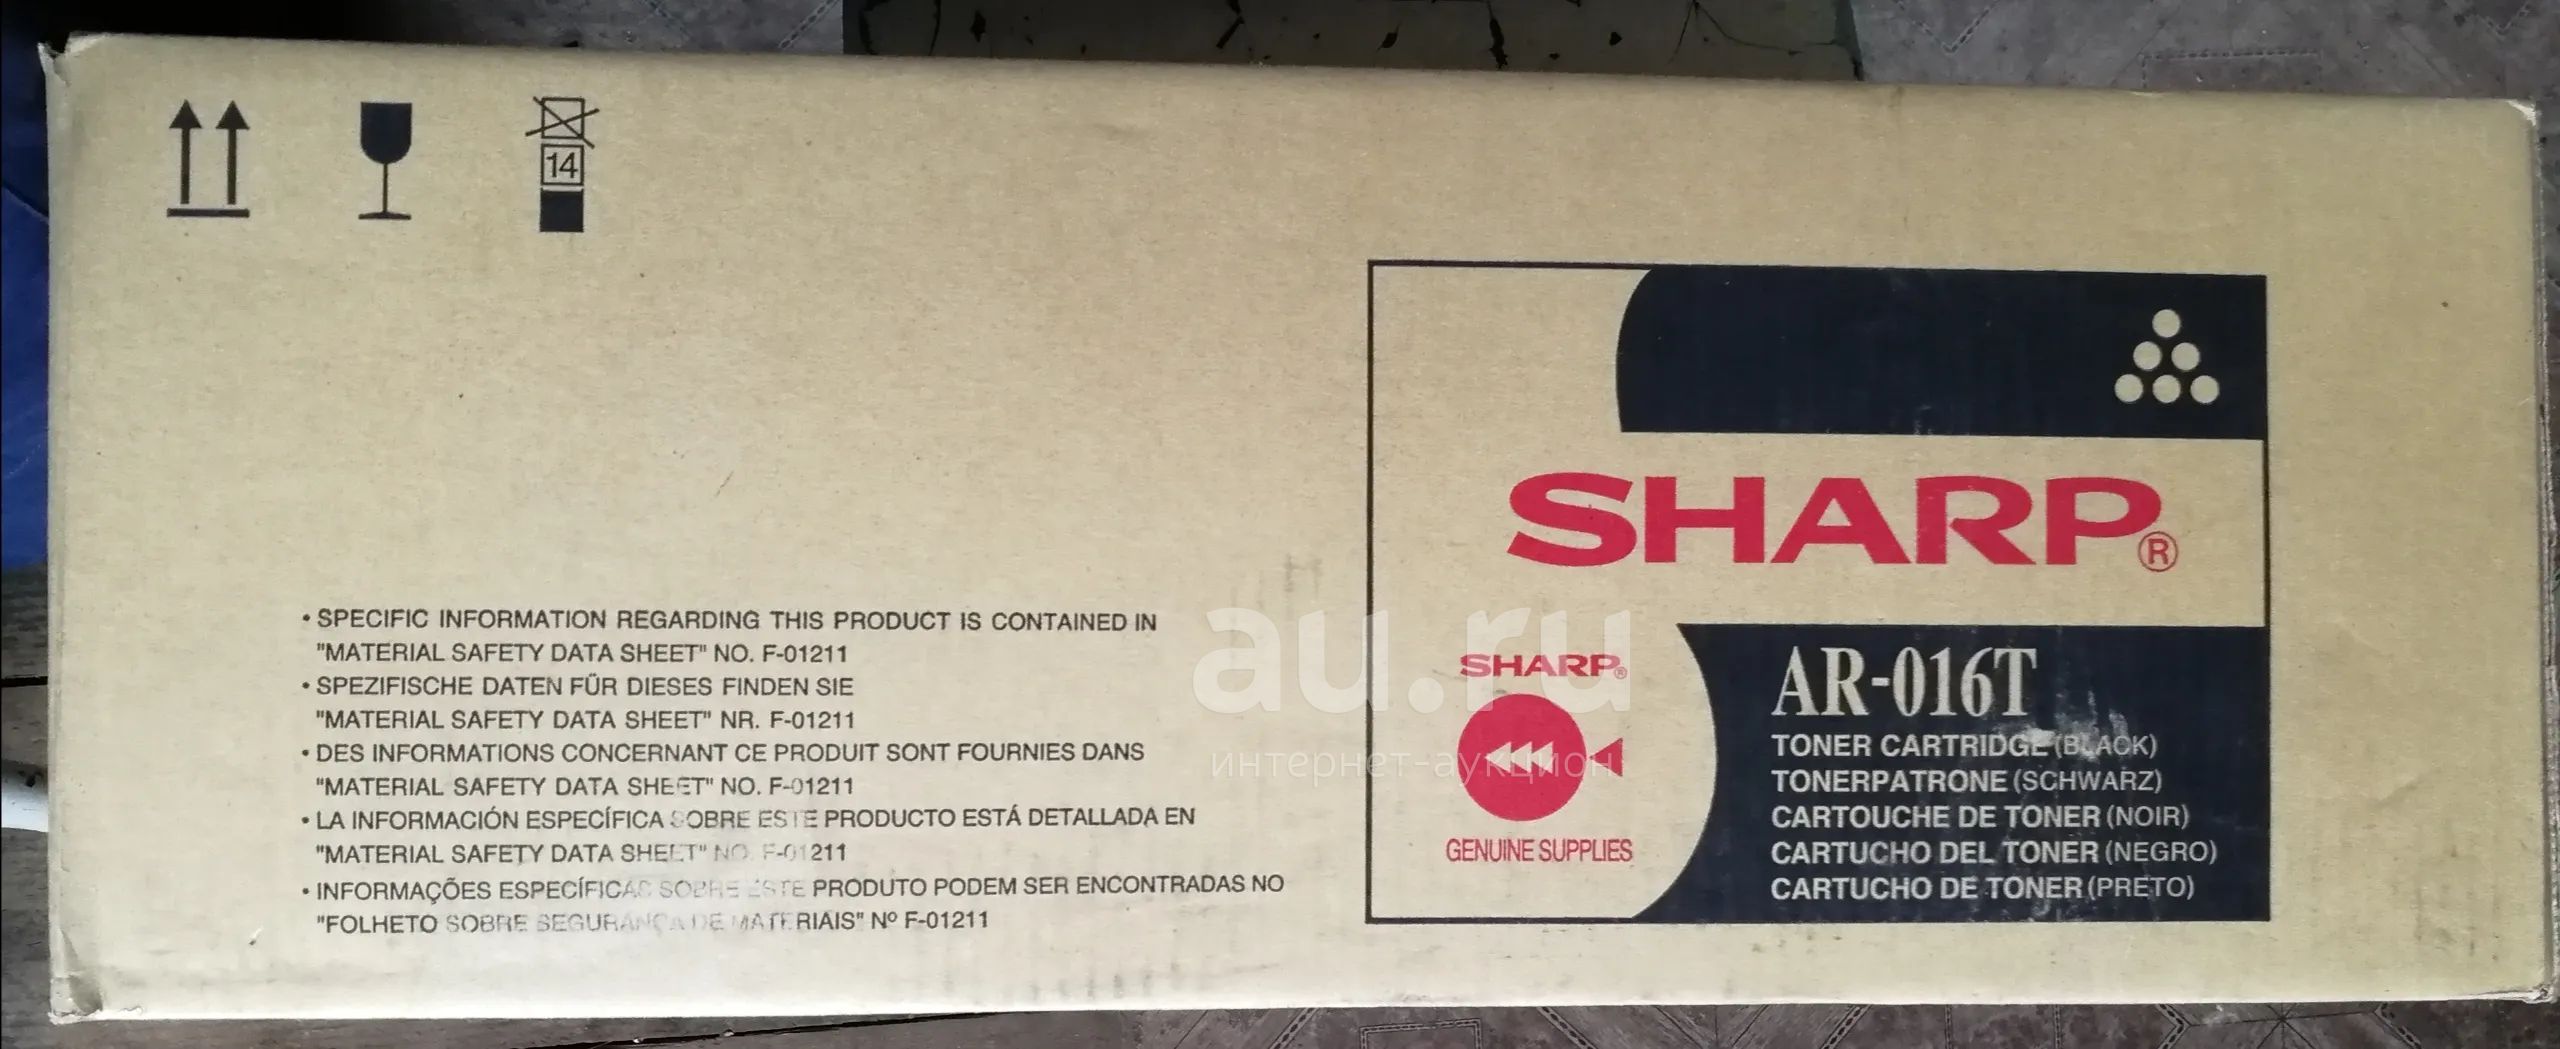 14
SHARP®
• SPECIFIC INFORMATION REGARDING THIS PRODUCT IS CONTAINED IN
"MATERIAL SAFETY DATA SHEET" NO. F-01211
• SPEZIFISCHE DATEN FÜR DIESES FINDEN SIE
"MATERIAL SAFETY DATA SHEET" NR. F-01211
• DES INFORMATIONS CONCERNANT CE PRODUIT SONT FOURNIES DANS
"MATERIAL SAFETY DATA SHEET" NO. F-01211
• LA INFORMACIÓN ESPECÍFICA SOBRE ESTE PRODUCTO ESTÁ DETALLADA EN
"MATERIAL SAFETY DATA SHEET" NO. F-01211
• INFORMAÇÕES ESPECÍFICAS SOBRE ESTE PRODUTO PODEM SER ENCONTRADAS NO
"FOLHETO SOBRE SEGURANÇA DE MATERIAIS" Nº F-01211
au.ru
интернет-аукцион
SHARP®
GENUINE SUPPLIES
AR-016T
TONER CARTRIDGE (BLACK)
TONERPATRONE (SCHWARZ)
CARTOUCHE DE TONER (NOIR)
CARTUCHO DEL TONER (NEGRO)
CARTUCHO DE TONER (PRETO)